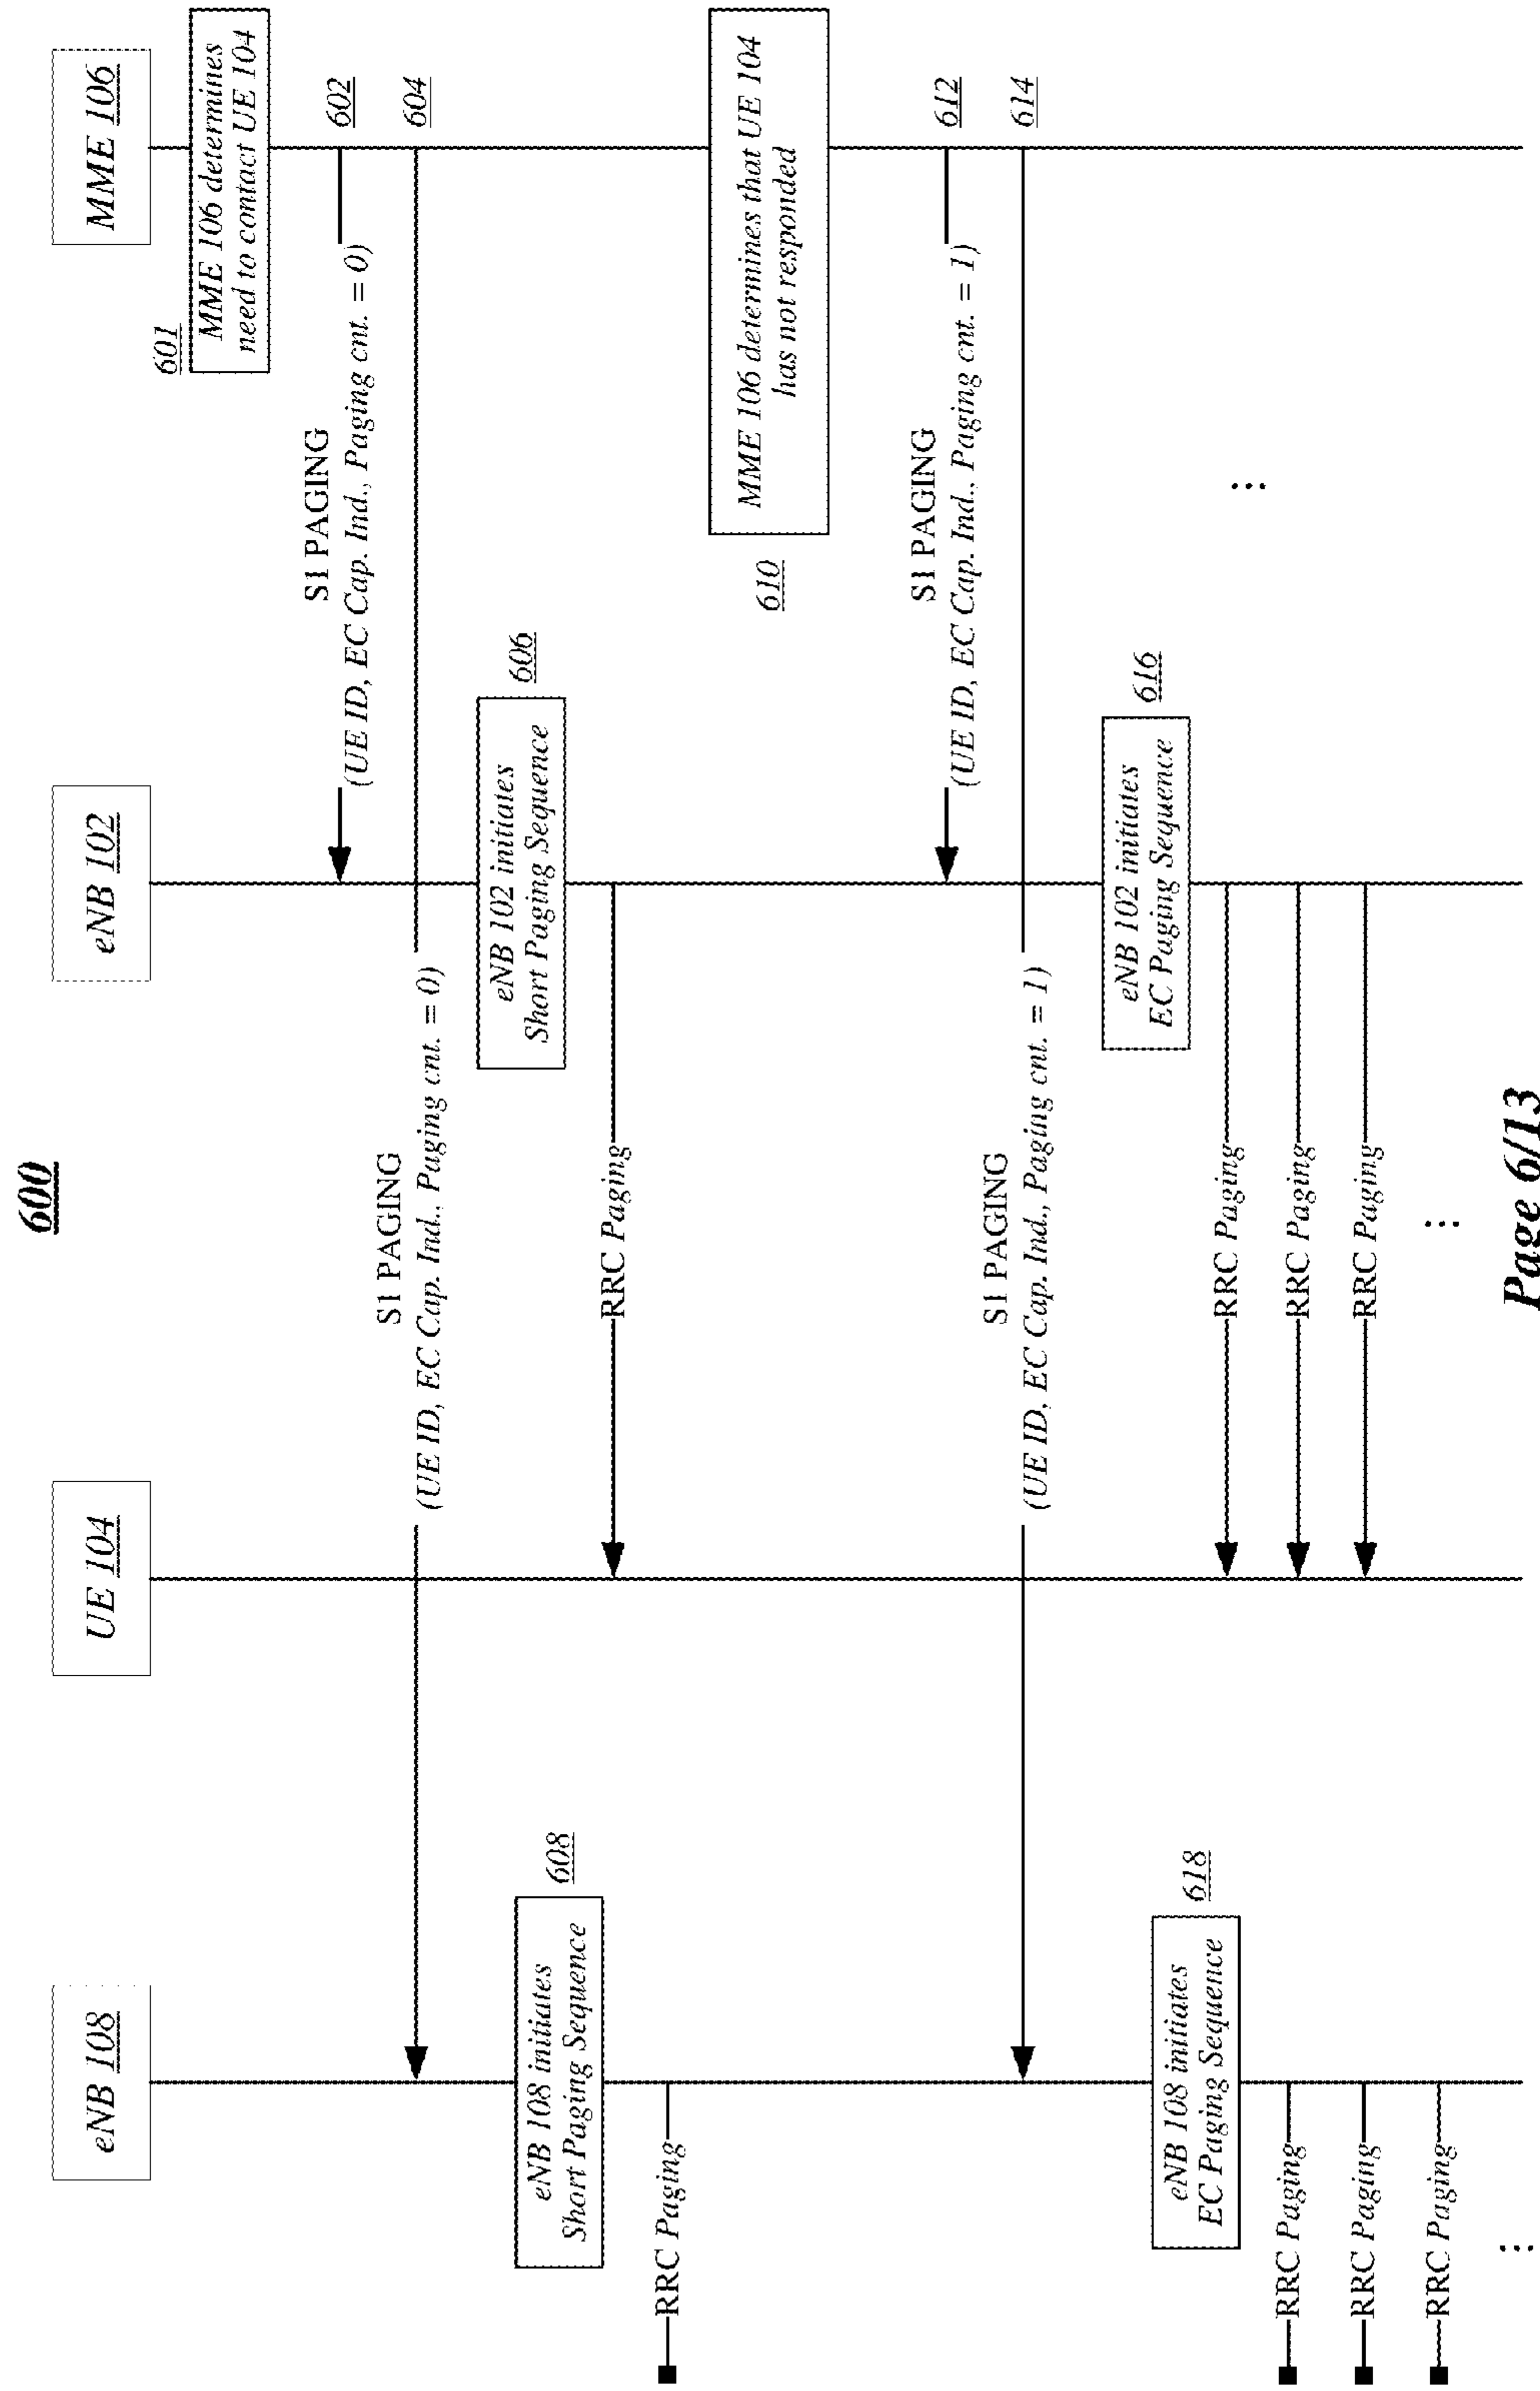 600
eNB 108
UE 104
eNB 102
MME 106
601
MME 106 determines
need to contact UE 104
S1 PAGING
(UE ID, EC Cap. Ind., Paging cnt. = 0)
602
S1 PAGING
(UE ID, EC Cap. Ind., Paging cnt. = 0)
604
eNB 102 initiates
Short Paging Sequence
606
eNB 108 initiates
Short Paging Sequence
608
RRC Paging
RRC Paging
610
MME 106 determines that UE 104
has not responded
S1 PAGING
(UE ID, EC Cap. Ind., Paging cnt. = 1)
612
S1 PAGING
(UE ID, EC Cap. Ind., Paging cnt. = 1)
614
eNB 102 initiates
EC Paging Sequence
616
eNB 108 initiates
EC Paging Sequence
618
RRC Paging
RRC Paging
RRC Paging
RRC Paging
RRC Paging
RRC Paging
...
...
...
Page 6/13